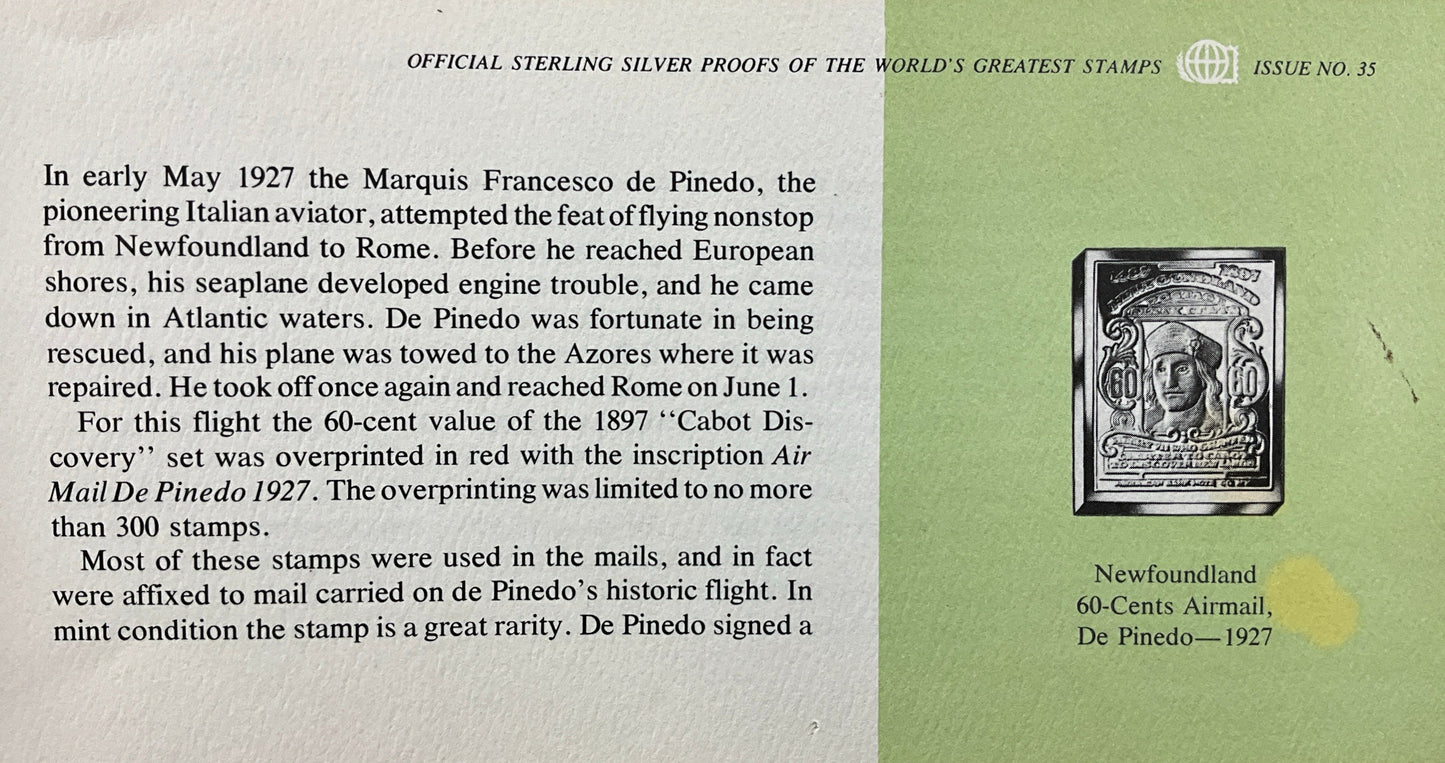 OFFICIAL STERLING SILVER PROOFS OF THE WORLD'S GREATEST STAMPS ISSUE NO. 35
In early May 1927 the Marquis Francesco de Pinedo, the
pioneering Italian aviator, attempted the feat of flying nonstop
from Newfoundland to Rome. Before he reached European
shores, his seaplane developed engine trouble, and he came
down in Atlantic waters. De Pinedo was fortunate in being
rescued, and his plane was towed to the Azores where it was
repaired. He took off once again and reached Rome on June 1.
For this flight the 60-cent value of the 1897 ‘‘Cabot Dis-
covery’’ set was overprinted in red with the inscription Air
Mail De Pinedo 1927. The overprinting was limited to no more
than 300 stamps.
Most of these stamps were used in the mails, and in fact
were affixed to mail carried on de Pinedo’s historic flight. In
mint condition the stamp is a great rarity. De Pinedo signed a
NEWFOUNDLAND
60 60
Newfoundland
60-Cents Airmail,
De Pinedo—1927